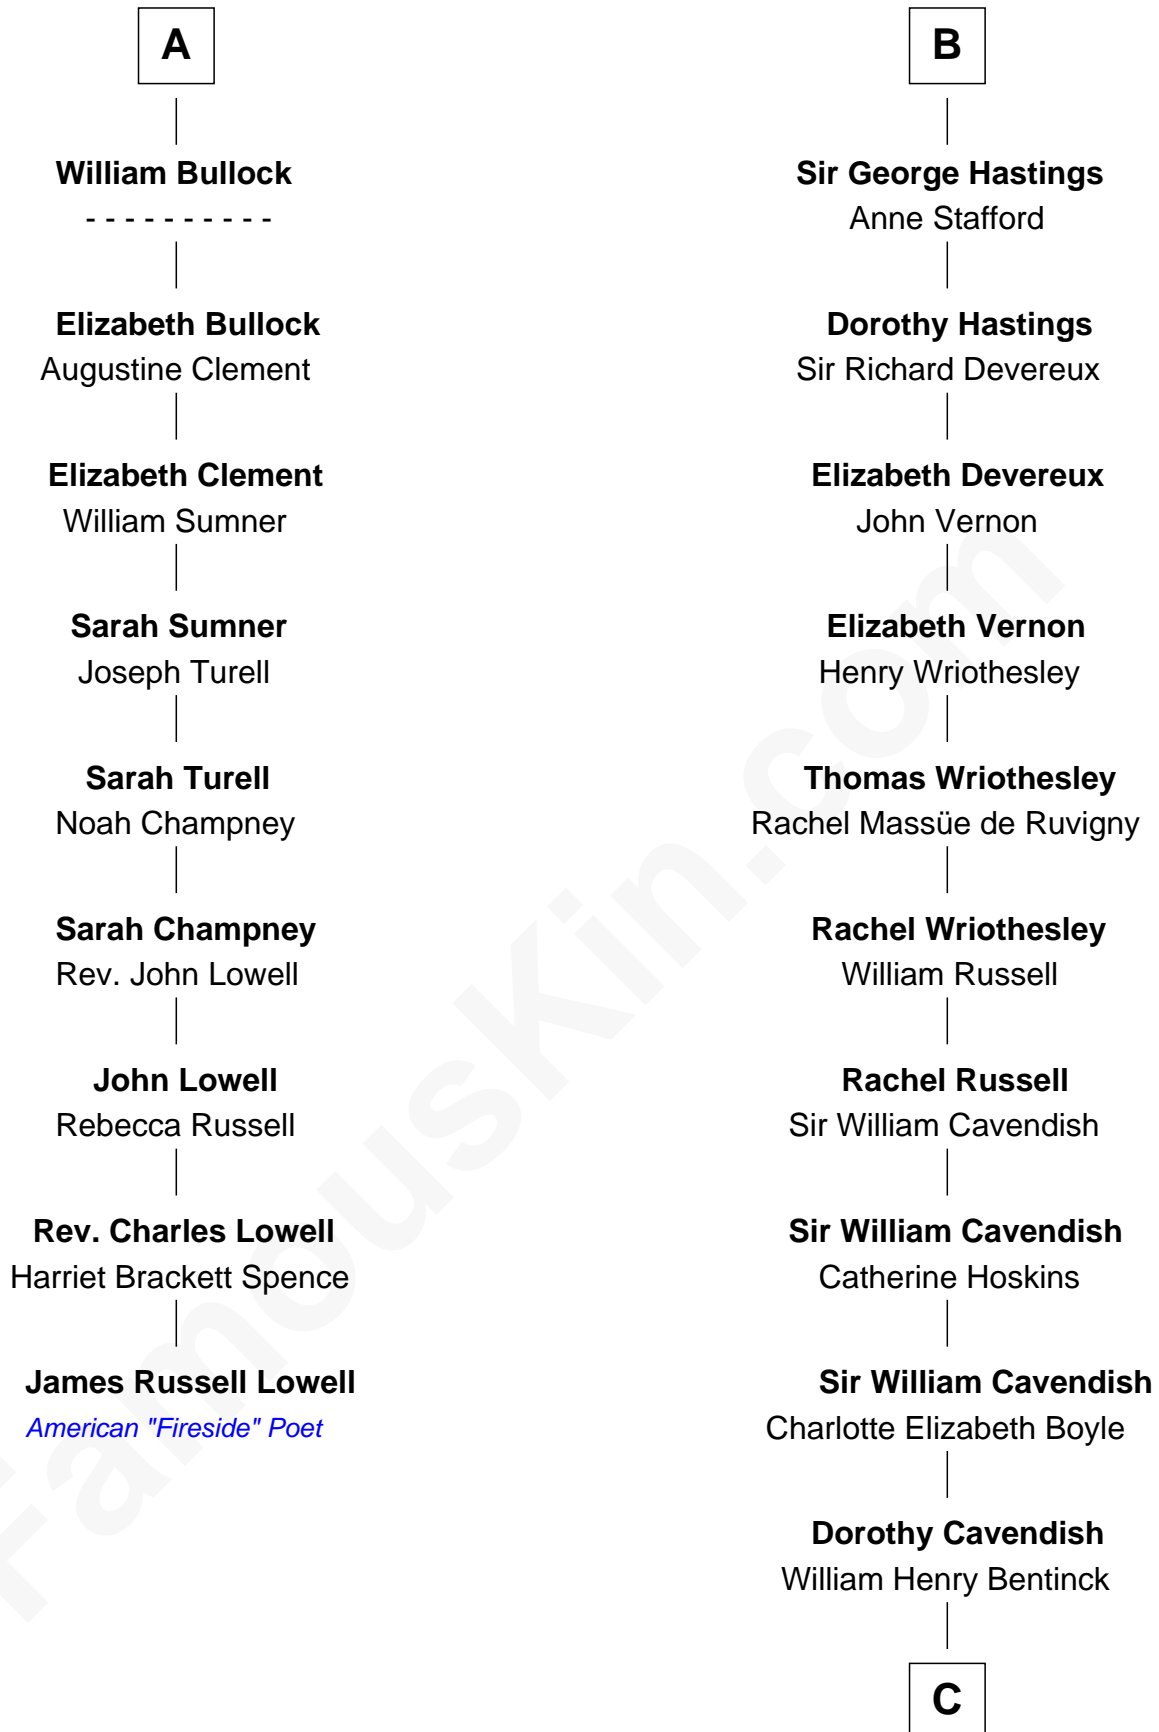 A
William Bullock
- - - - - - - - - -
Elizabeth Bullock
Augustine Clement
Elizabeth Clement
William Sumner
Sarah Sumner
Joseph Turell
Sarah Turell
Noah Champney
Sarah Champney
Rev. John Lowell
John Lowell
Rebecca Russell
Rev. Charles Lowell
Harriet Brackett Spence
James Russell Lowell
American "Fireside" Poet
B
Sir George Hastings
Anne Stafford
Dorothy Hastings
Sir Richard Devereux
Elizabeth Devereux
John Vernon
Elizabeth Vernon
Henry Wriothesley
Thomas Wriothesley
Rachel Massüe de Ruvigny
Rachel Wriothesley
William Russell
Rachel Russell
Sir William Cavendish
Sir William Cavendish
Catherine Hoskins
Sir William Cavendish
Charlotte Elizabeth Boyle
Dorothy Cavendish
William Henry Bentinck
C
FamousKin.com